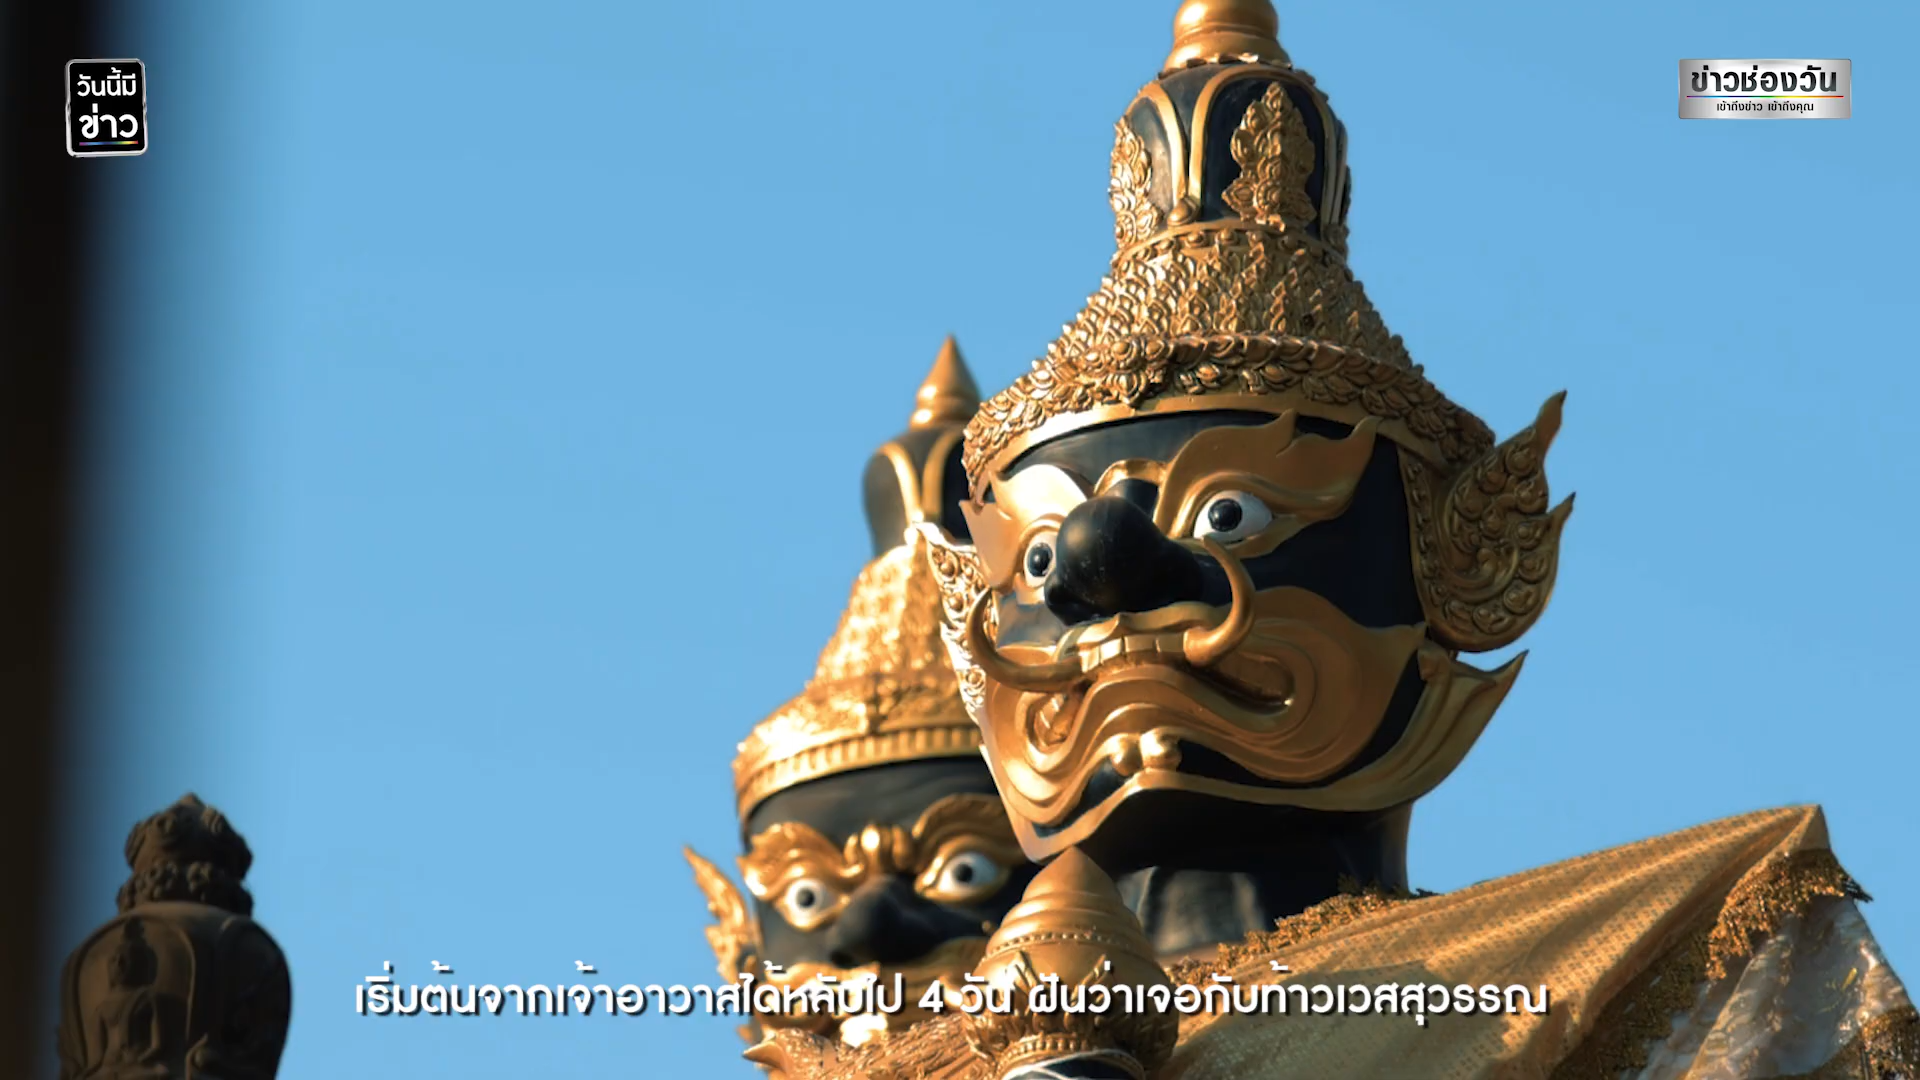 วันนี้มี
ข่าว
ข่าวช่องวัน
เข้าถึงข่าว เข้าถึงคุณ
เริ่มต้นจากเจ้าอาวาสได้หลับไป 4 วัน ฝันว่าเจอกับท้าวเวสสุวรรณ